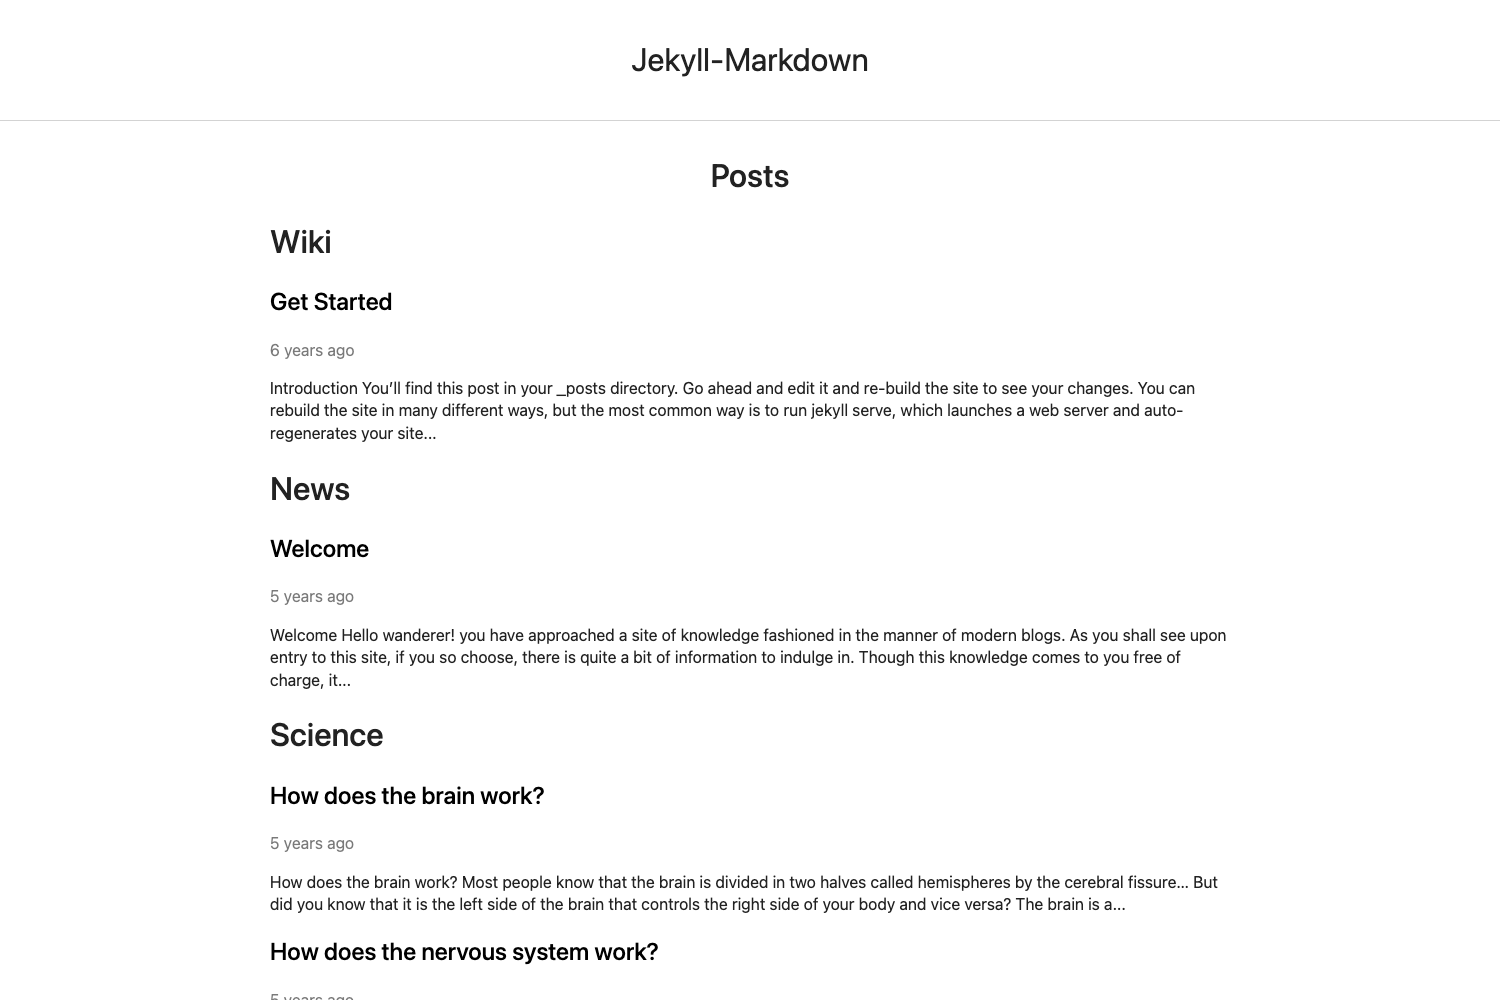 Jekyll-Markdown
Posts
Wiki
Get Started
6 years ago
Introduction You’ll find this post in your _posts directory. Go ahead and edit it and re-build the site to see your changes. You can
rebuild the site in many different ways, but the most common way is to run jekyll serve, which launches a web server and auto-
regenerates your site...
News
Welcome
5 years ago
Welcome Hello wanderer! you have approached a site of knowledge fashioned in the manner of modern blogs. As you shall see upon
entry to this site, if you so choose, there is quite a bit of information to indulge in. Though this knowledge comes to you free of
charge, it...
Science
How does the brain work?
5 years ago
How does the brain work? Most people know that the brain is divided in two halves called hemispheres by the cerebral fissure... But
did you know that it is the left side of the brain that controls the right side of your body and vice versa? The brain is a...
How does the nervous system work?
5 years ago